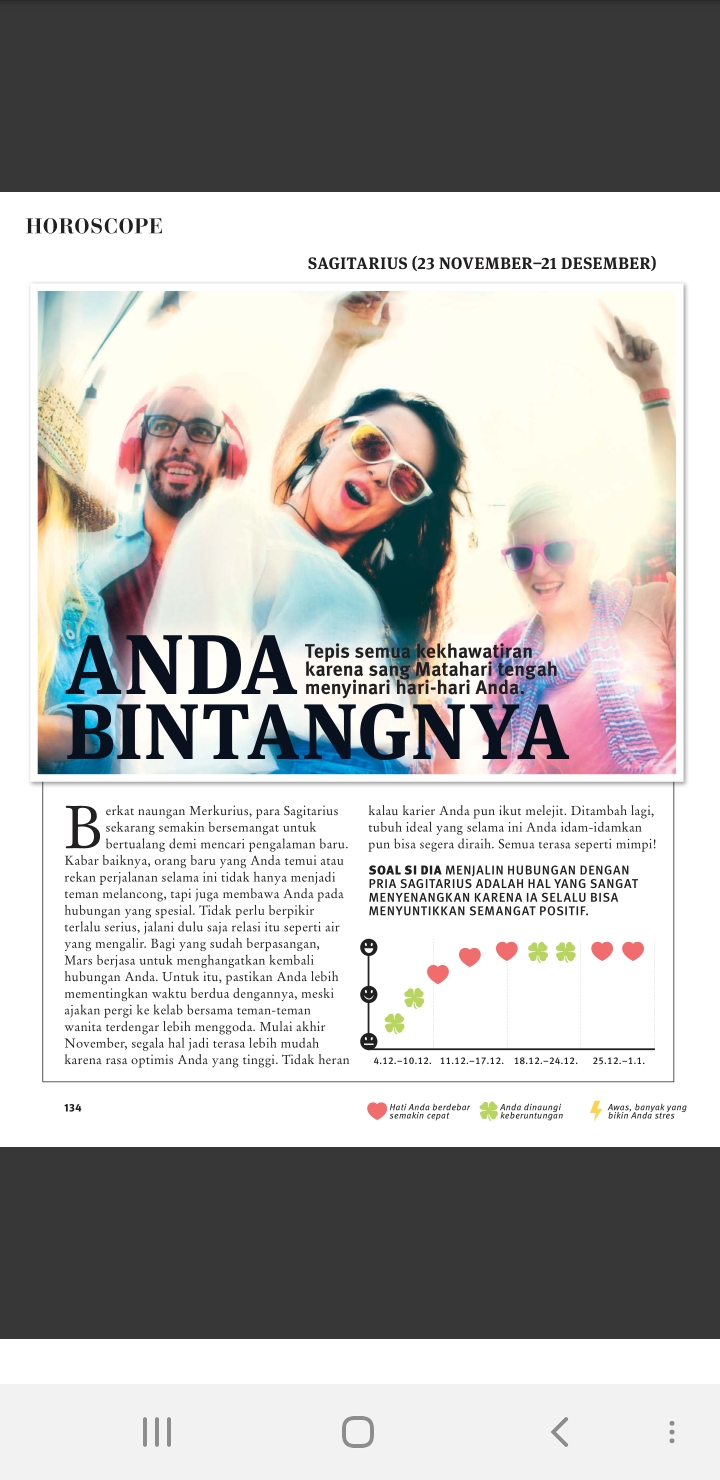 HOROSCOPE
SAGITARIUS (23 NOVEMBER–21 DESEMBER)
ANDA
Tepis semua kekhawatiran
karena sang Matahari tengah
menyinari hari-hari Anda.
BINTANGNYA
Berkat naungan Merkurius, para Sagitarius
sekarang semakin bersemangat untuk
bertualang demi mencari pengalaman baru.
Kabar baiknya, orang baru yang Anda temui atau
rekan perjalanan selama ini tidak hanya menjadi
teman melancong, tapi juga membawa Anda pada
hubungan yang spesial. Tidak perlu berpikir
terlalu serius, jalani dulu saja relasi itu seperti air
yang mengalir. Bagi yang sudah berpasangan,
Mars berjasa untuk menghangatkan kembali
hubungan Anda. Untuk itu, pastikan Anda lebih
mementingkan waktu berdua dengannya, meski
ajakan pergi ke kelab bersama teman-teman
wanita terdengar lebih menggoda. Mulai akhir
November, segala hal jadi terasa lebih mudah
karena rasa optimis Anda yang tinggi. Tidak heran
kalau karier Anda pun ikut melejit. Ditambah lagi,
tubuh ideal yang selama ini Anda idam-idamkan
pun bisa segera diraih. Semua terasa seperti mimpi!
SOAL SI DIA MENJALIN HUBUNGAN DENGAN
PRIA SAGITARIUS ADALAH HAL YANG SANGAT
MENYENANGKAN KARENA IA SELALU BISA
MENYUNTIKKAN SEMANGAT POSITIF.
4.12.–10.12. 11.12.–17.12. 18.12.–24.12. 25.12.–1.1.
134
Hati Anda berdebar
semakin cepat
Anda dinaungi
keberuntungan
Awas, banyak yang
bikin Anda stres